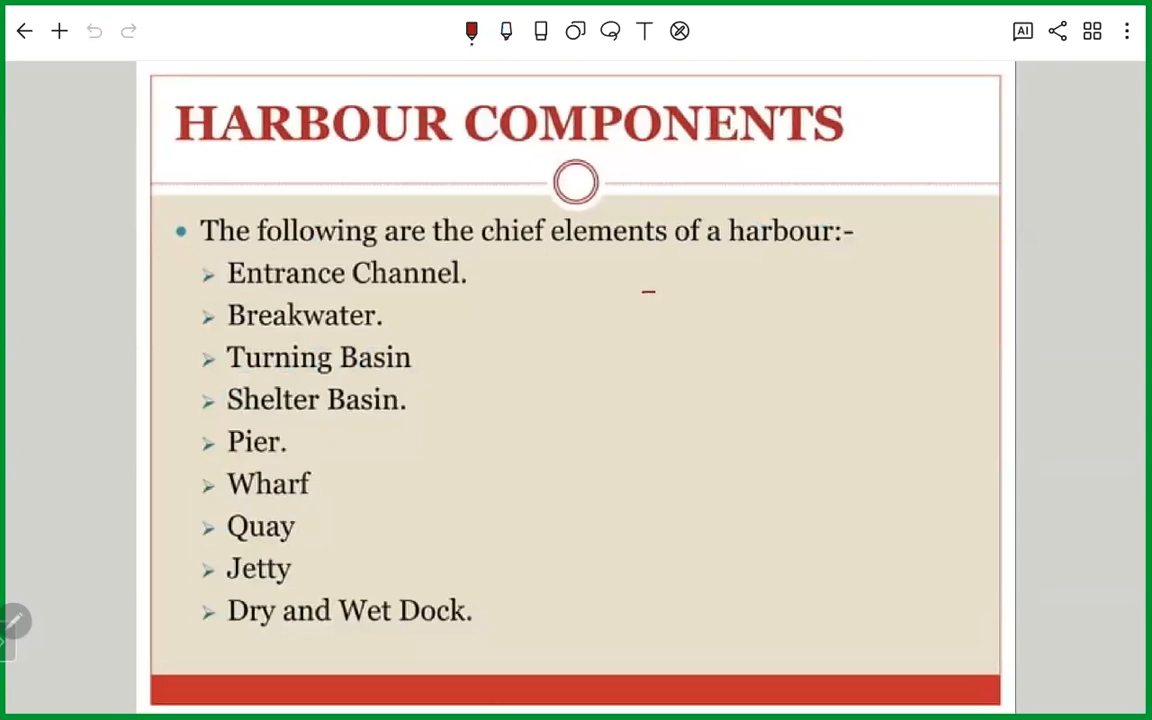 AI
T
HARBOUR COMPONENTS
The following are the chief elements of a harbour:-
Entrance Channel.
Breakwater.
Turning Basin
Shelter Basin.
Pier.
Wharf
Quay
Jetty
Dry and Wet Dock.